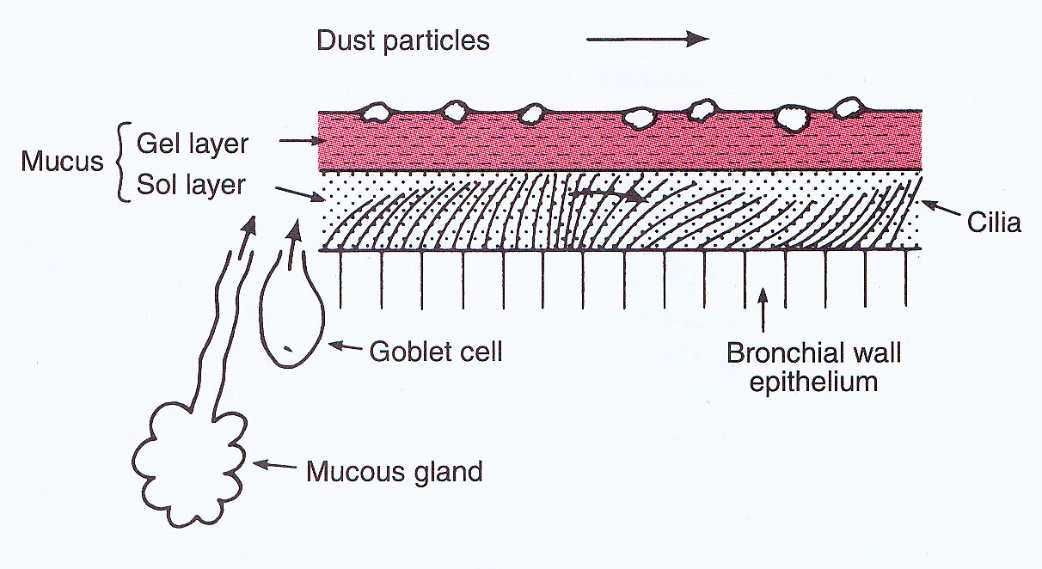 Dust particles
Mucus
Gel layer
Sol layer
Cilia
Goblet cell
Bronchial wall
epithelium
Mucous gland